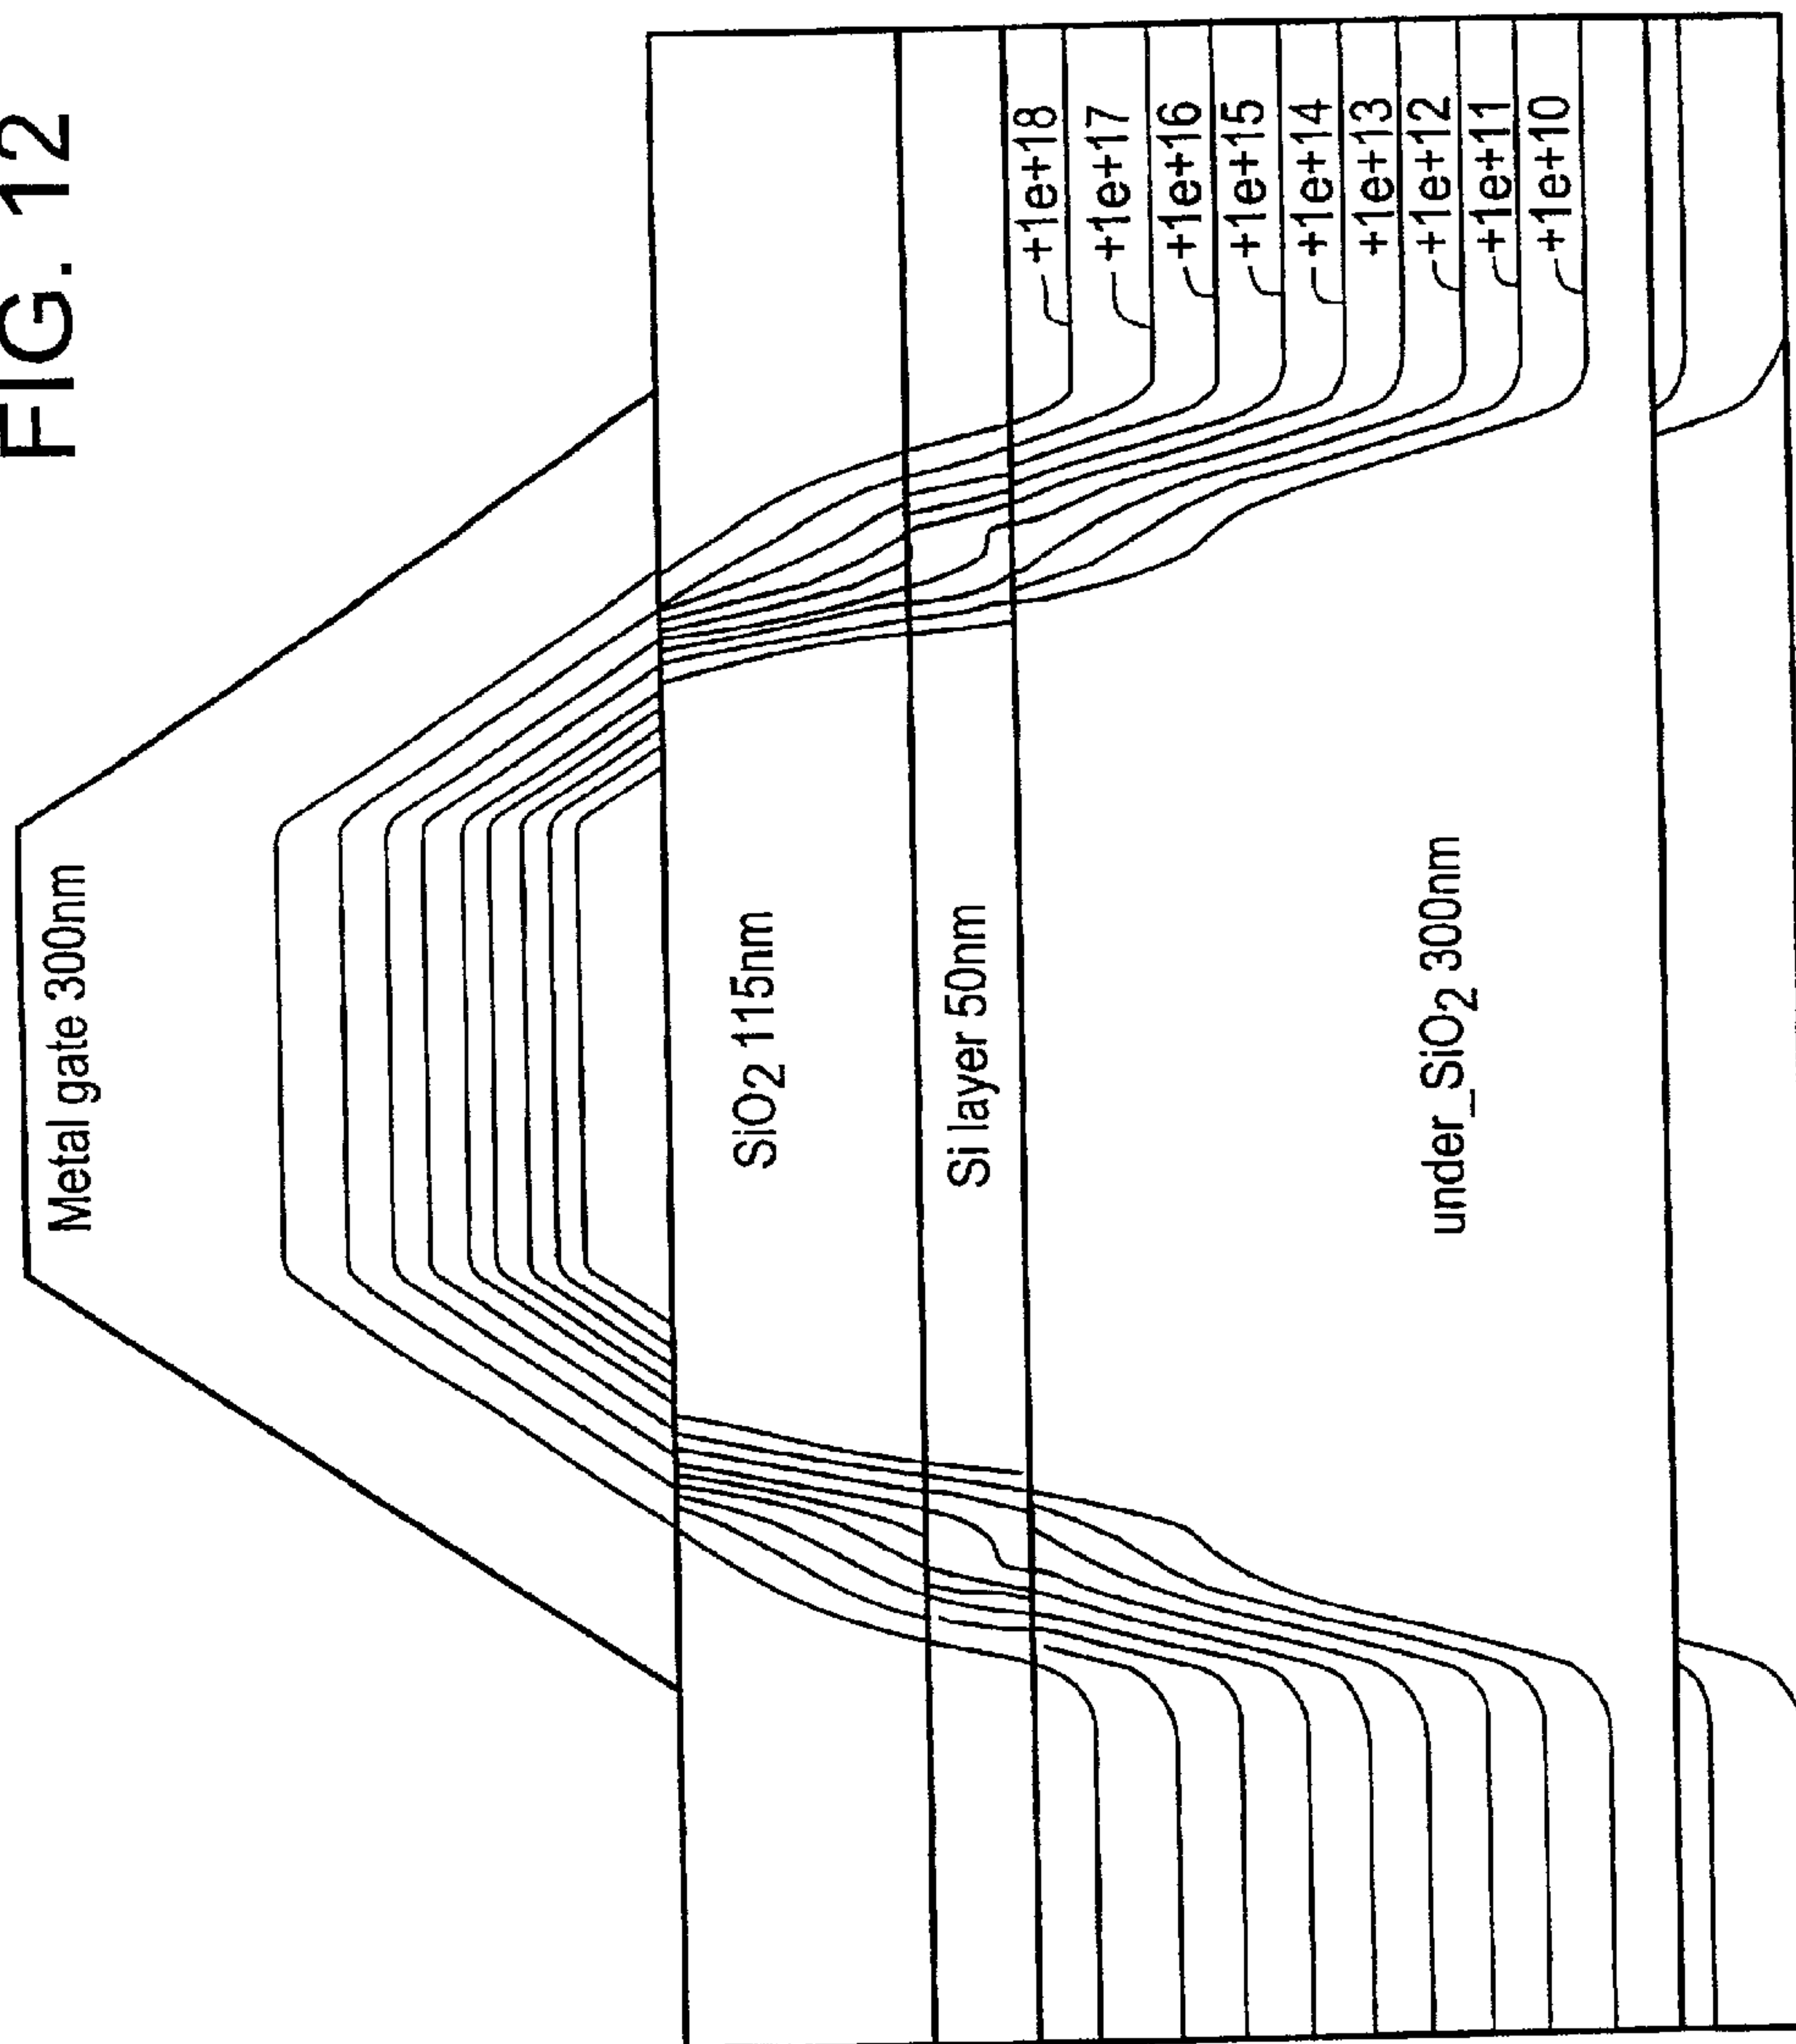 FIG. 12
Metal gate 300nm
SiO2 115nm
Si layer 50nm
+1e+18
+1e+17
+1e+16
+1e+15
+1e+14
+1e+13
+1e+12
+1e+11
+1e+10
under_SiO2 300nm